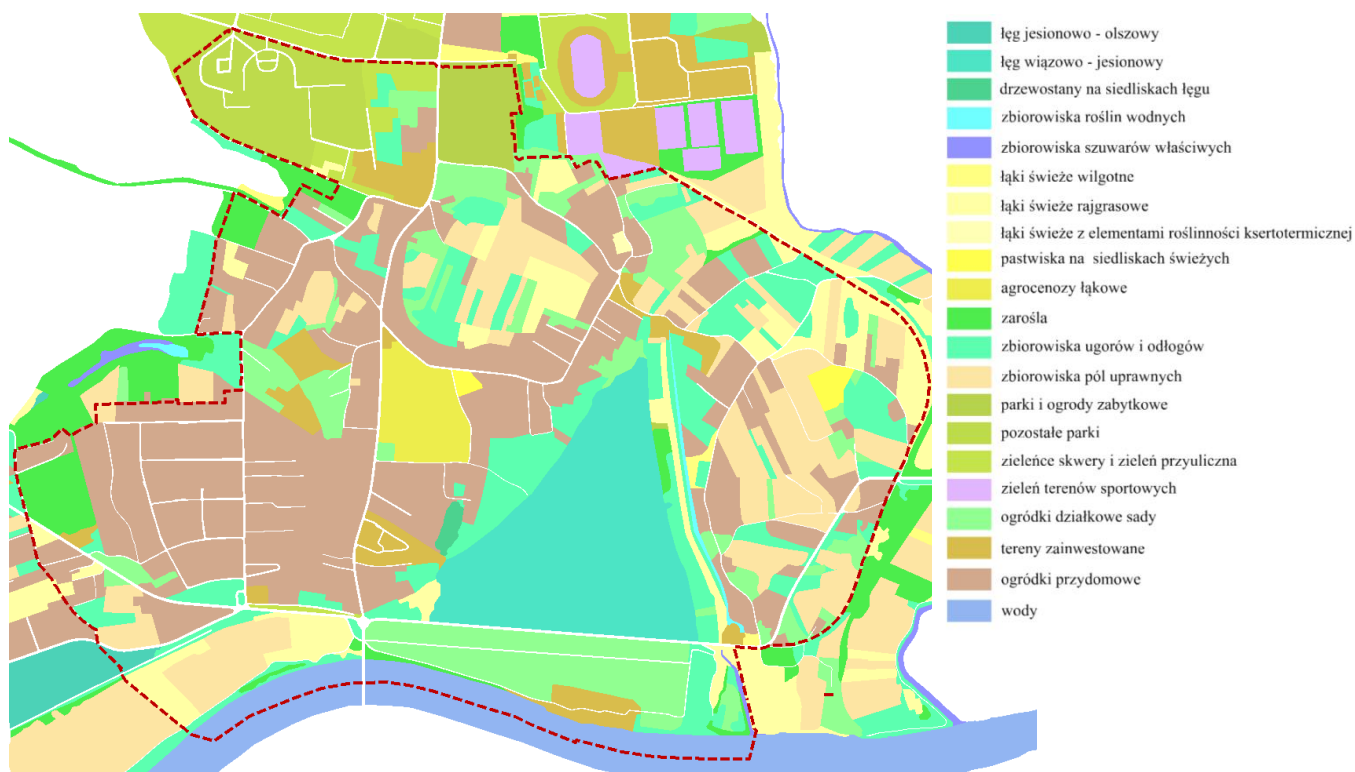 łęg jesionowo - olszowy
łęg wiązowo - jesionowy
drzewostany na siedliskach łęgu
zbiorowiska roślin wodnych
zbiorowiska szuwarów właściwych
łąki świeże wilgotne
łąki świeże rajgrasowe
łąki świeże z elementami roślinności ksertotermicznej
pastwiska na siedliskach świeżych
agrocenozy łąkowe
zarośla
zbiorowiska ugorów i odłogów
zbiorowiska pól uprawnych
parki i ogrody zabytkowe
pozostałe parki
zieleńce skwery i zieleń przyuliczna
zieleń terenów sportowych
ogródki działkowe sady
tereny zainwestowane
ogródki przydomowe
wody